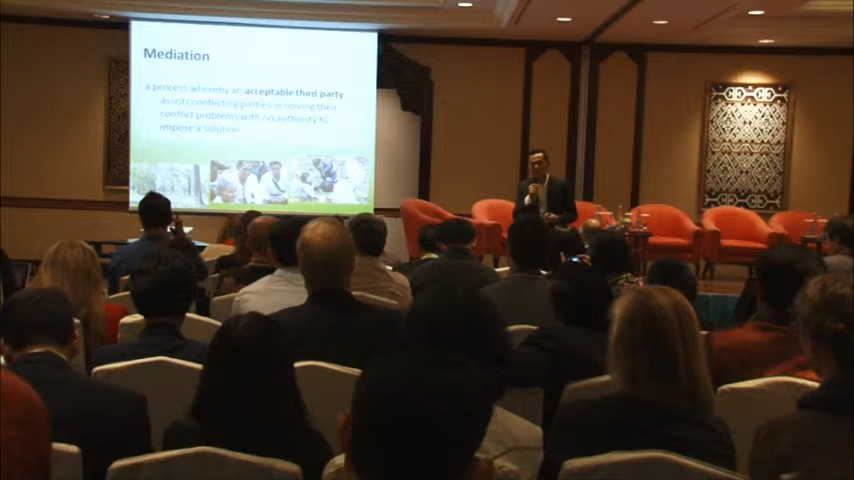 Mediation
a process whereby an acceptable third party
assists conflicting parties in solving their
conflict problems with no authority to
impose a solution